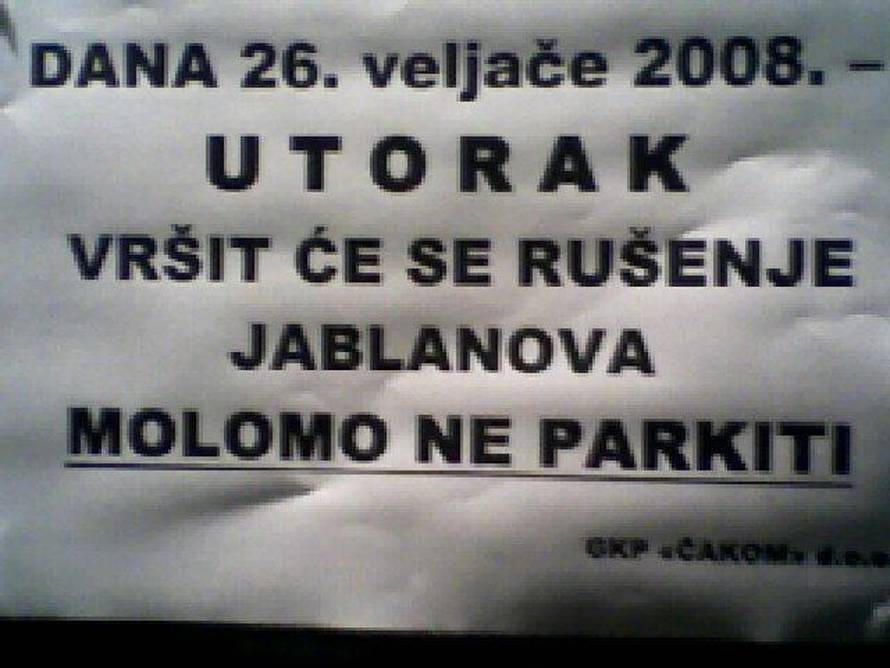 DANA 26. veljače 2008. –
UTORAK
VRŠIT ĆE SE RUŠENJE
JABLANOVA
MOLOMO NE PARKITI
GKP «ČAKOM» d.o.o